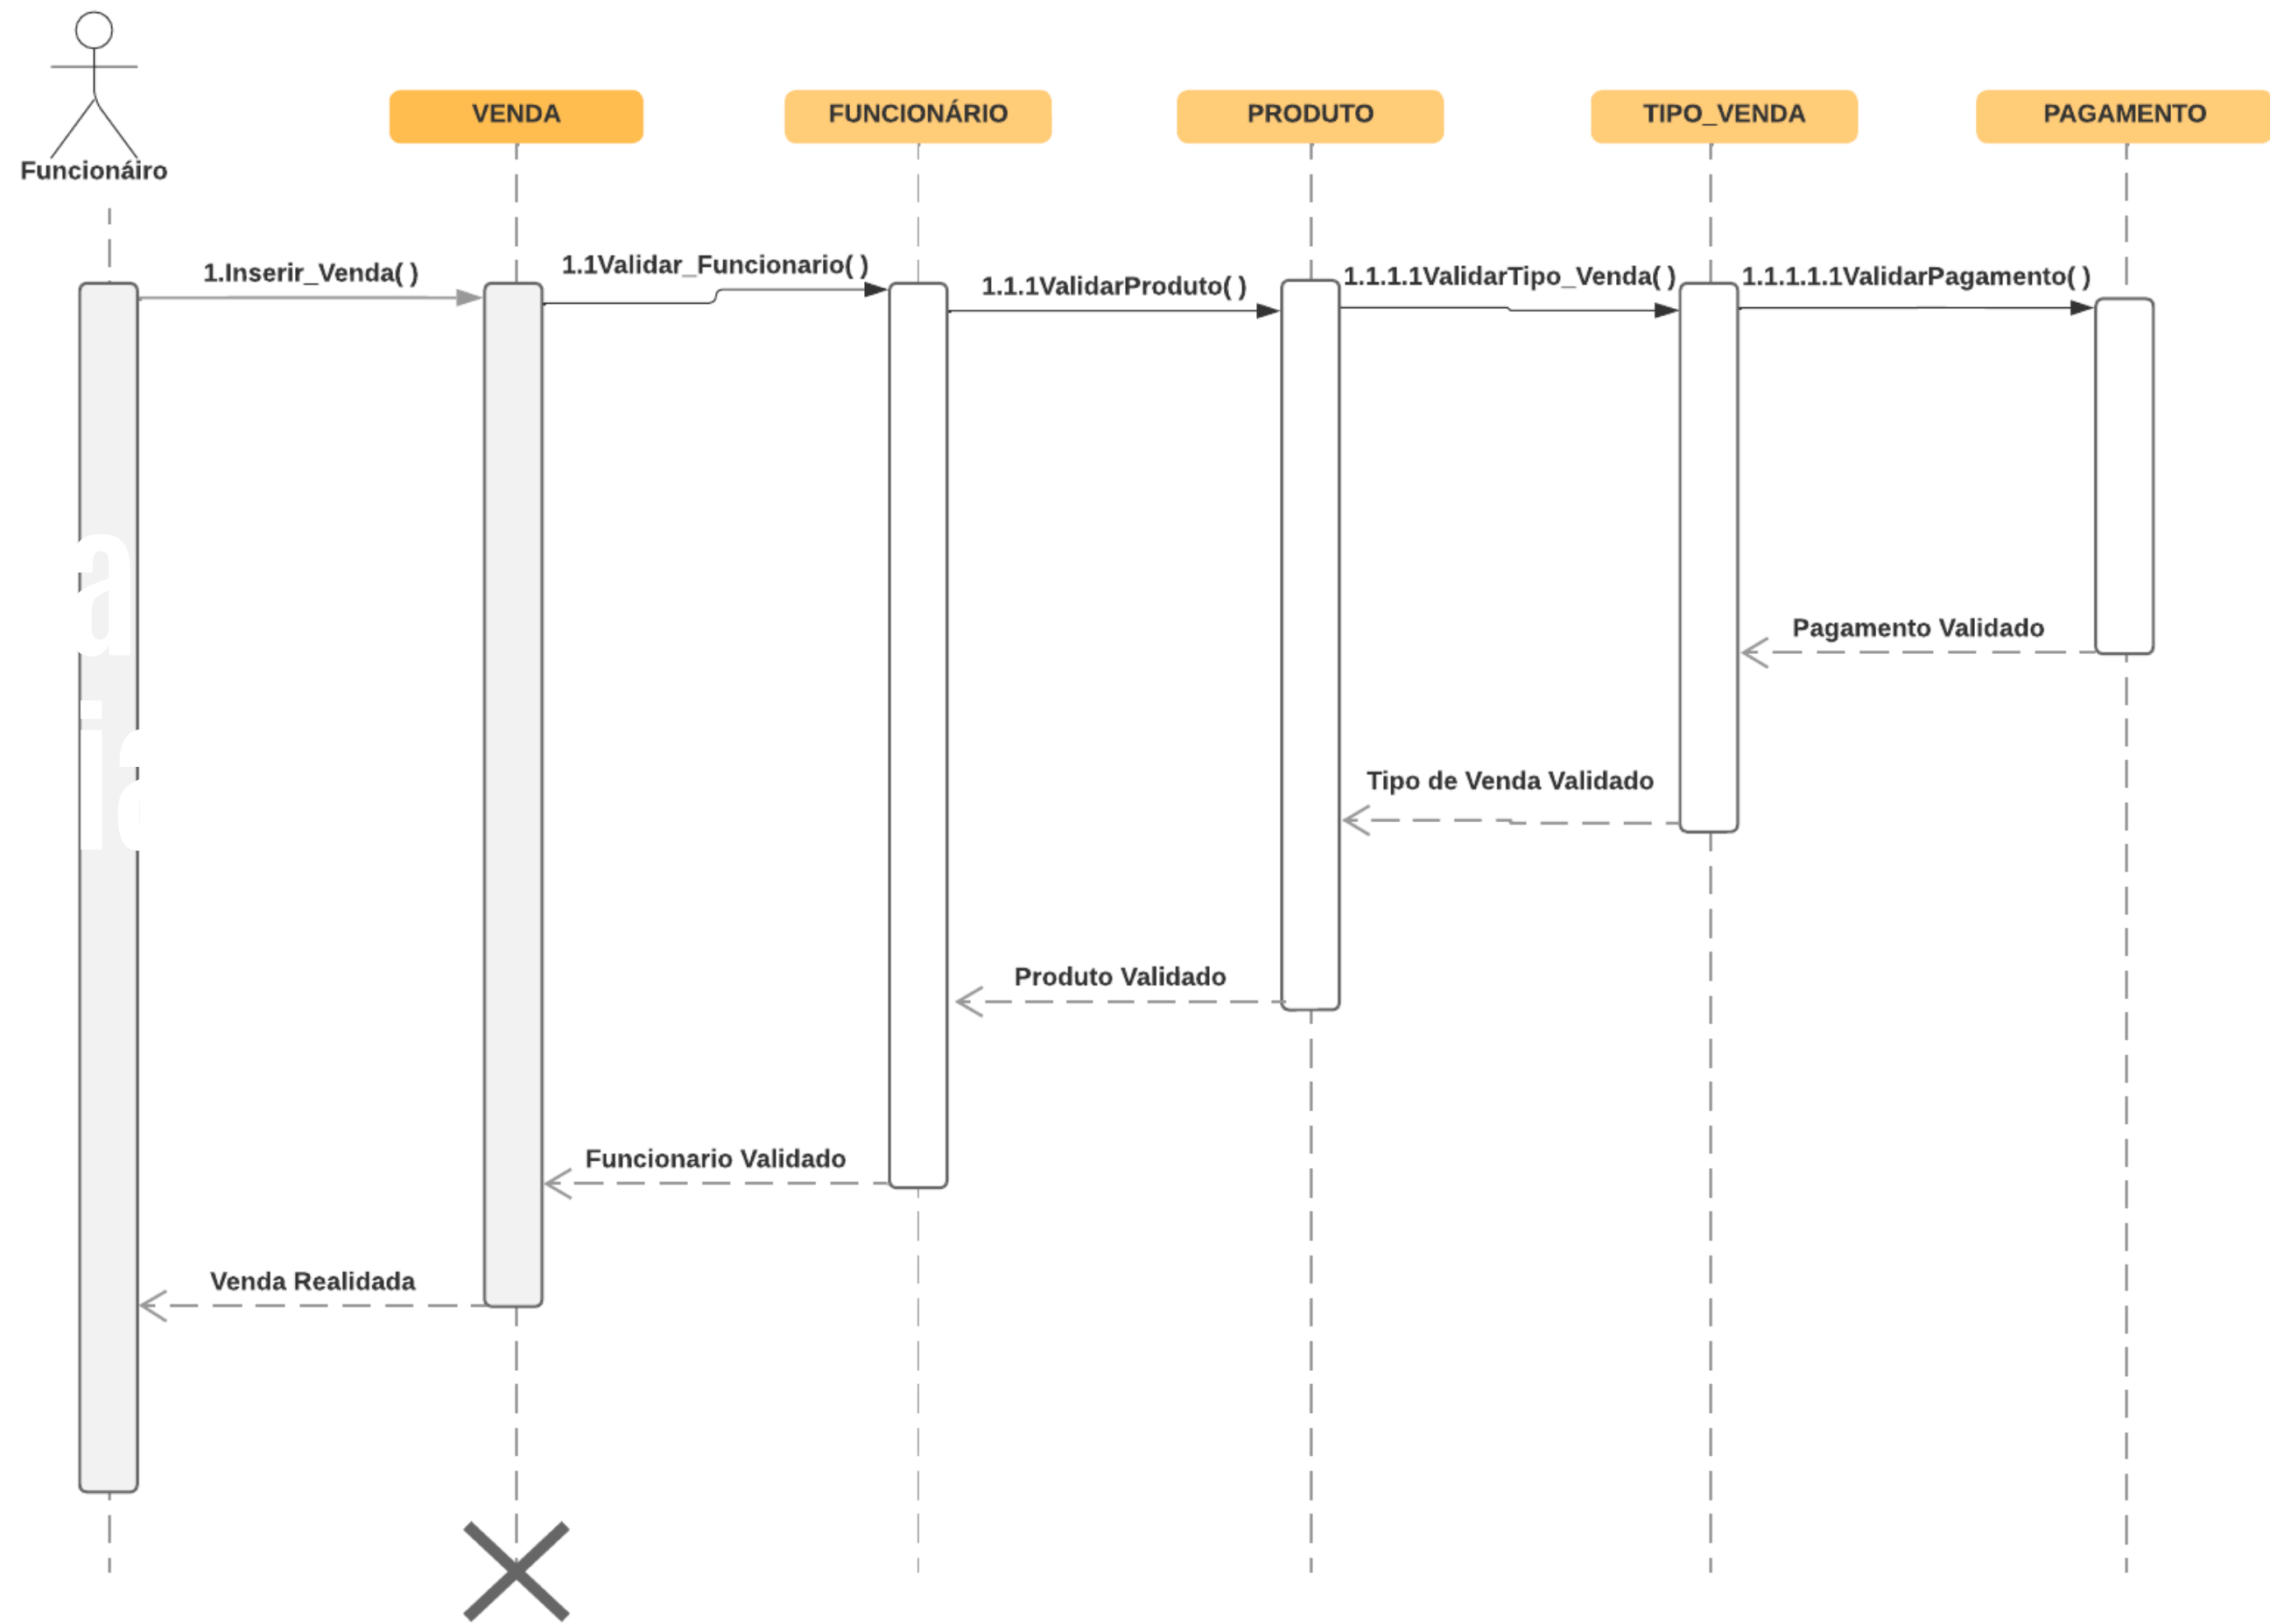 VENDA
FUNCIONÁRIO
PRODUTO
TIPO_VENDA
PAGAMENTO
Funcionáiro
1.Inserir_Venda( )
1.1Validar_Funcionario( )
1.1.1ValidarProduto( )
1.1.1.1ValidarTipo_Venda( )
1.1.1.1.1ValidarPagamento( )
a
Pagamento Validado
ia
Tipo de Venda Validado
Produto Validado
Funcionario Validado
Venda Realidada